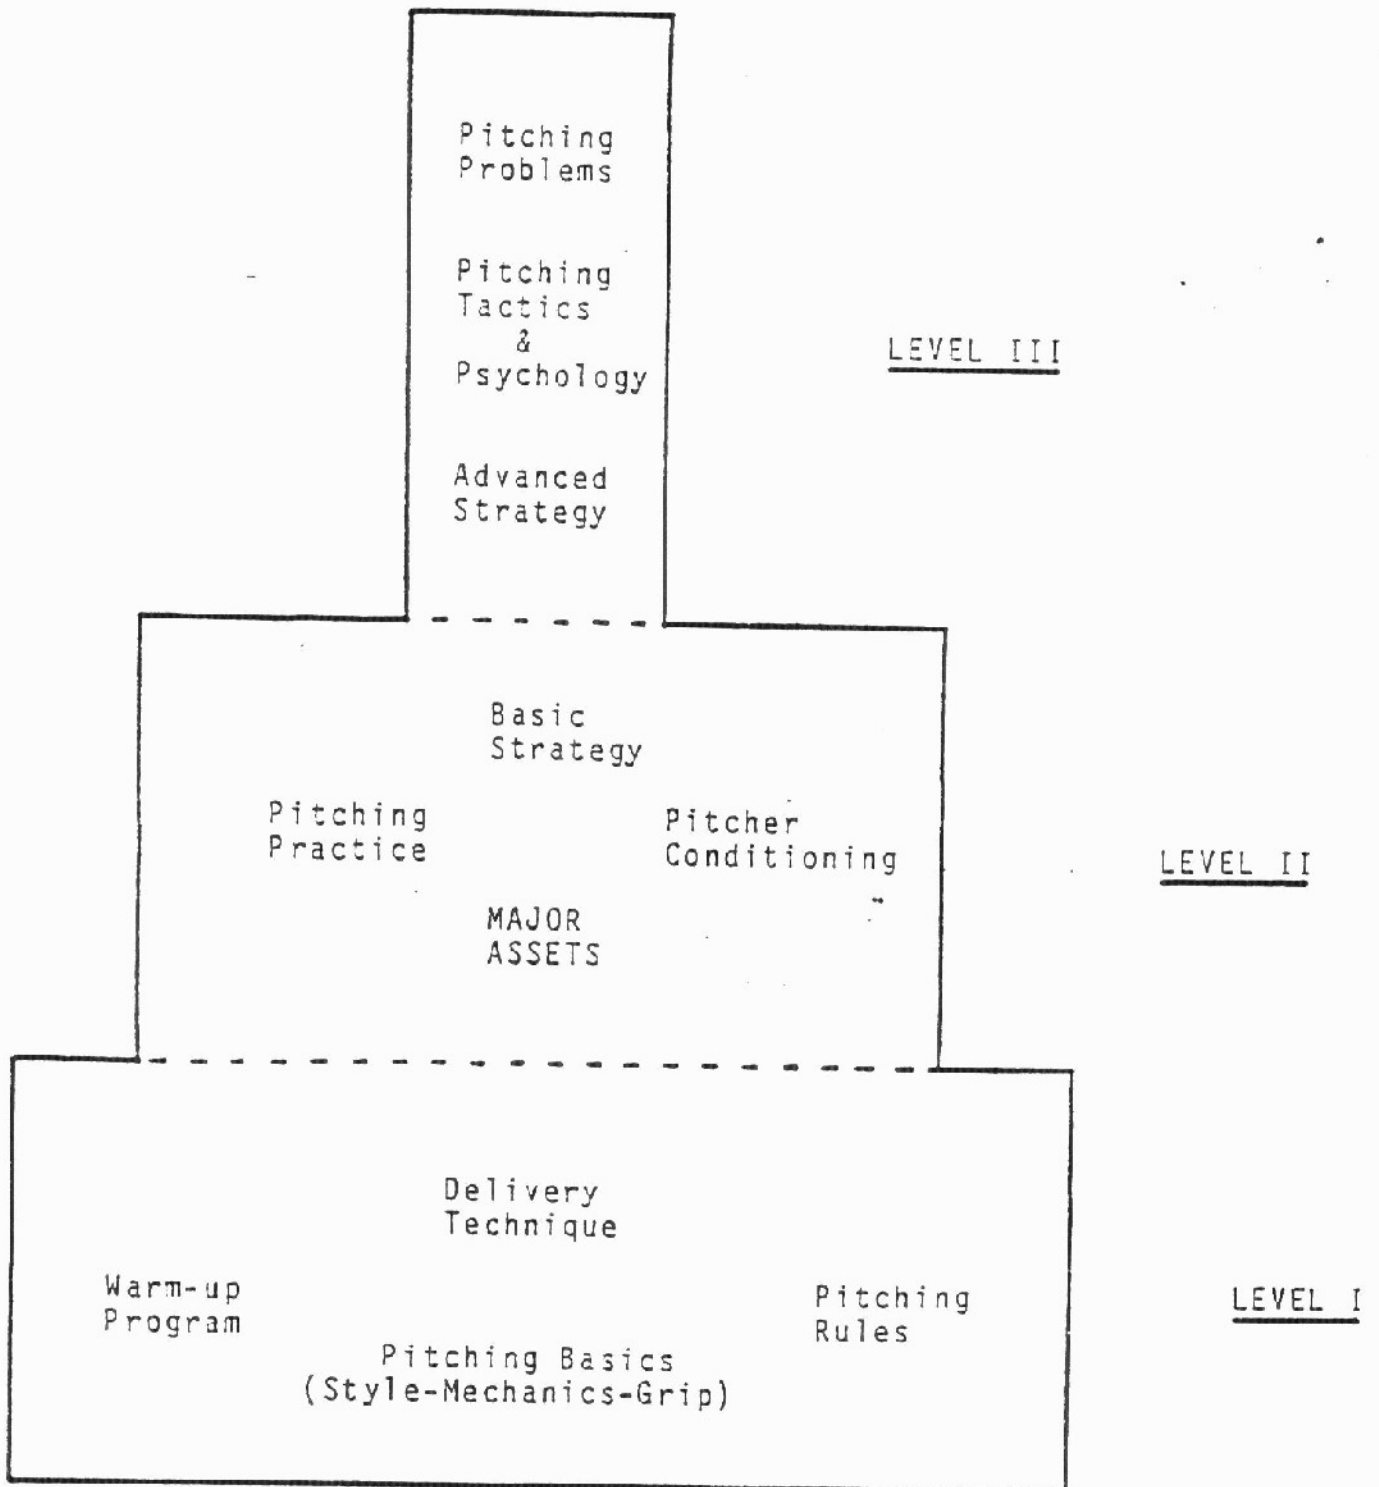 Pitching
Problems
Pitching
Tactics
&
Psychology
LEVEL III
Advanced
Strategy
Basic
Strategy
Pitching
Practice
Pitcher
Conditioning
LEVEL II
MAJOR
ASSETS
Delivery
Technique
Warm-up
Program
Pitching
Rules
LEVEL I
Pitching Basics
(Style-Mechanics-Grip)